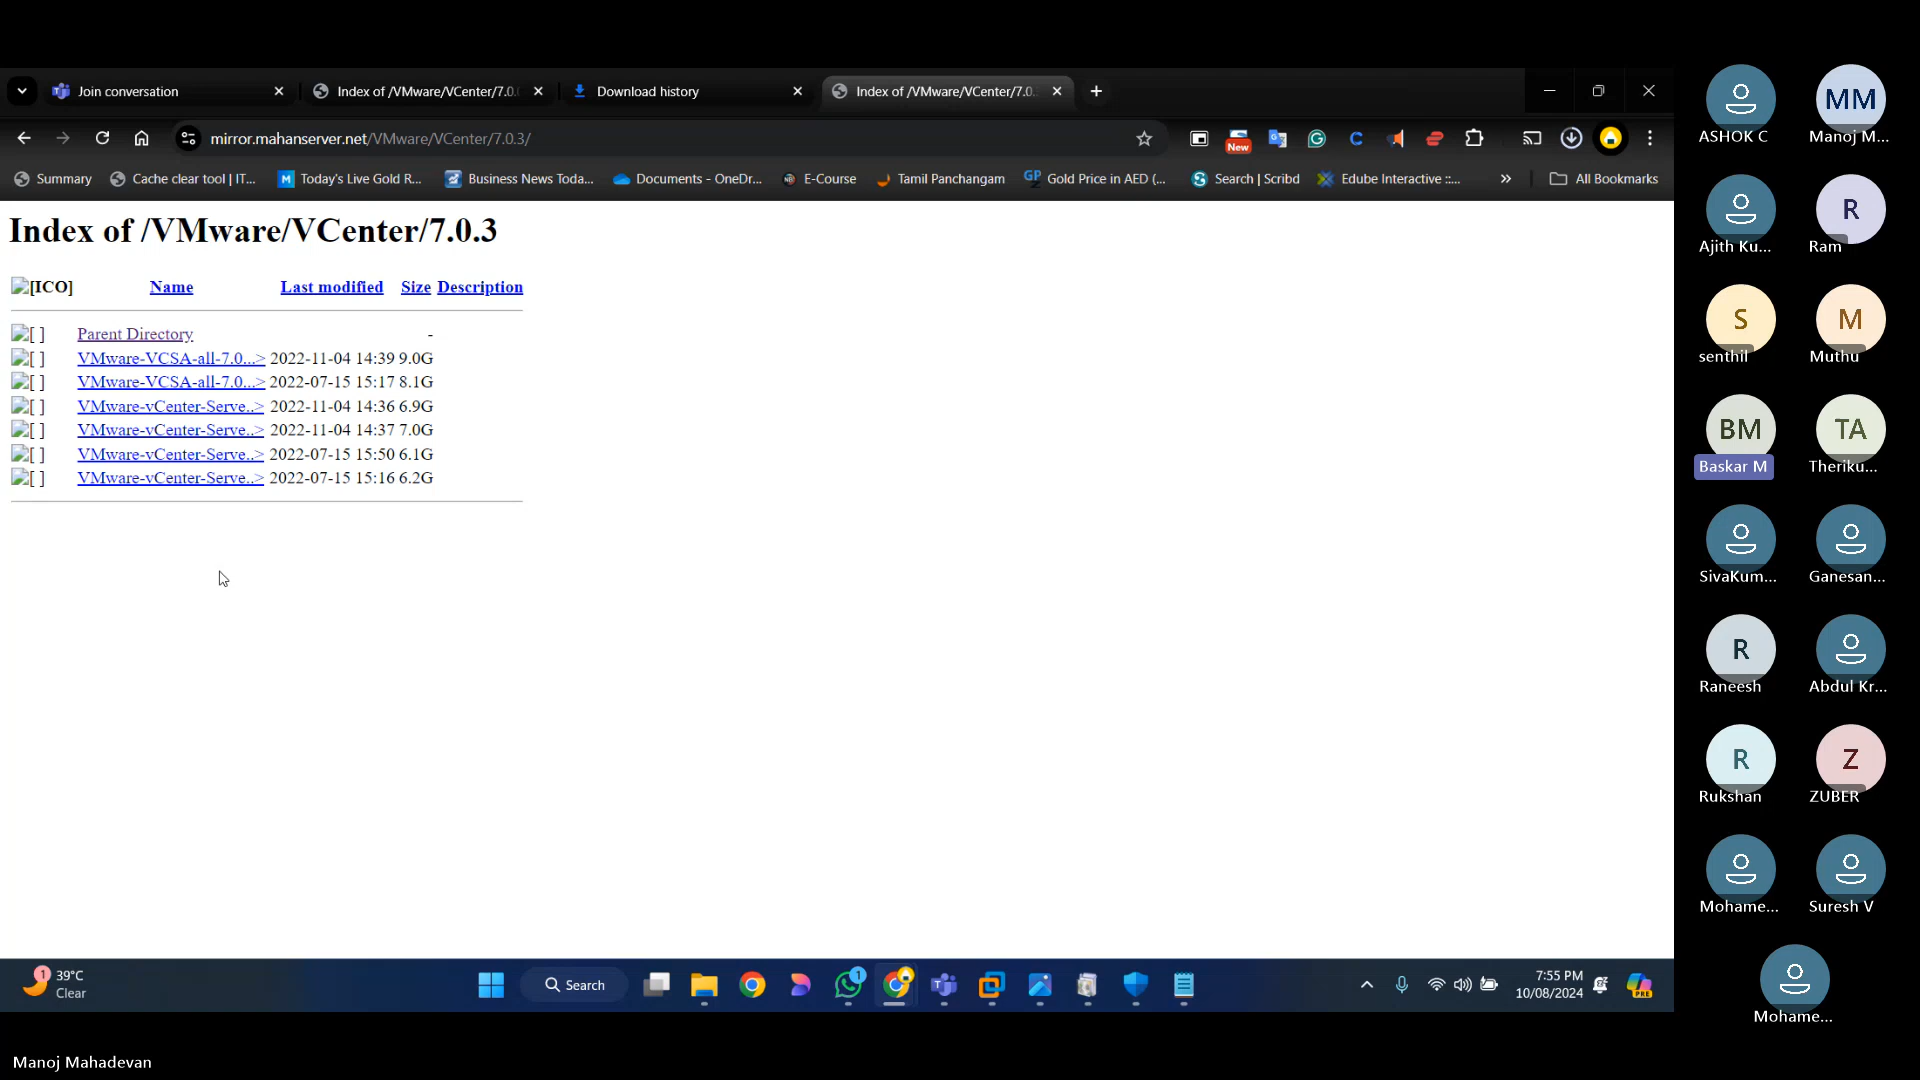 Join conversation
Index of /VMware/VCenter/7.0.
Download history
Index of /VMware/VCenter/7.0.
mirror.mahanserver.net/VMware/VCenter/7.0.3/
New
Summary
Cache clear tool | IT...
Today's Live Gold R...
Business News Toda...
Documents - OneDr...
E-Course
Tamil Panchangam
GP Gold Price in AED (...
Search | Scribd
Edube Interactive ::...
»
All Bookmarks
Index of /VMware/VCenter/7.0.3
[ICO] Name Last modified Size Description
[ ] Parent Directory -
[ ] VMware-VCSA-all-7.0...> 2022-11-04 14:39 9.0G
[ ] VMware-VCSA-all-7.0...> 2022-07-15 15:17 8.1G
[ ] VMware-vCenter-Serve..> 2022-11-04 14:36 6.9G
[ ] VMware-vCenter-Serve..> 2022-11-04 14:37 7.0G
[ ] VMware-vCenter-Serve..> 2022-07-15 15:50 6.1G
[ ] VMware-vCenter-Serve..> 2022-07-15 15:16 6.2G
MM
ASHOK C
Manoj M...
R
Ajith Ku...
Ram
S
M
senthil
Muthu
BM
TA
Baskar M
Theriku...
SivaKum...
Ganesan...
R
Raneesh
Abdul Kr...
R
Z
Rukshan
ZUBER
Mohame...
Suresh V
Mohame...
1
39°C
Clear
Search
1
PRE
7:55 PM
10/08/2024
Manoj Mahadevan